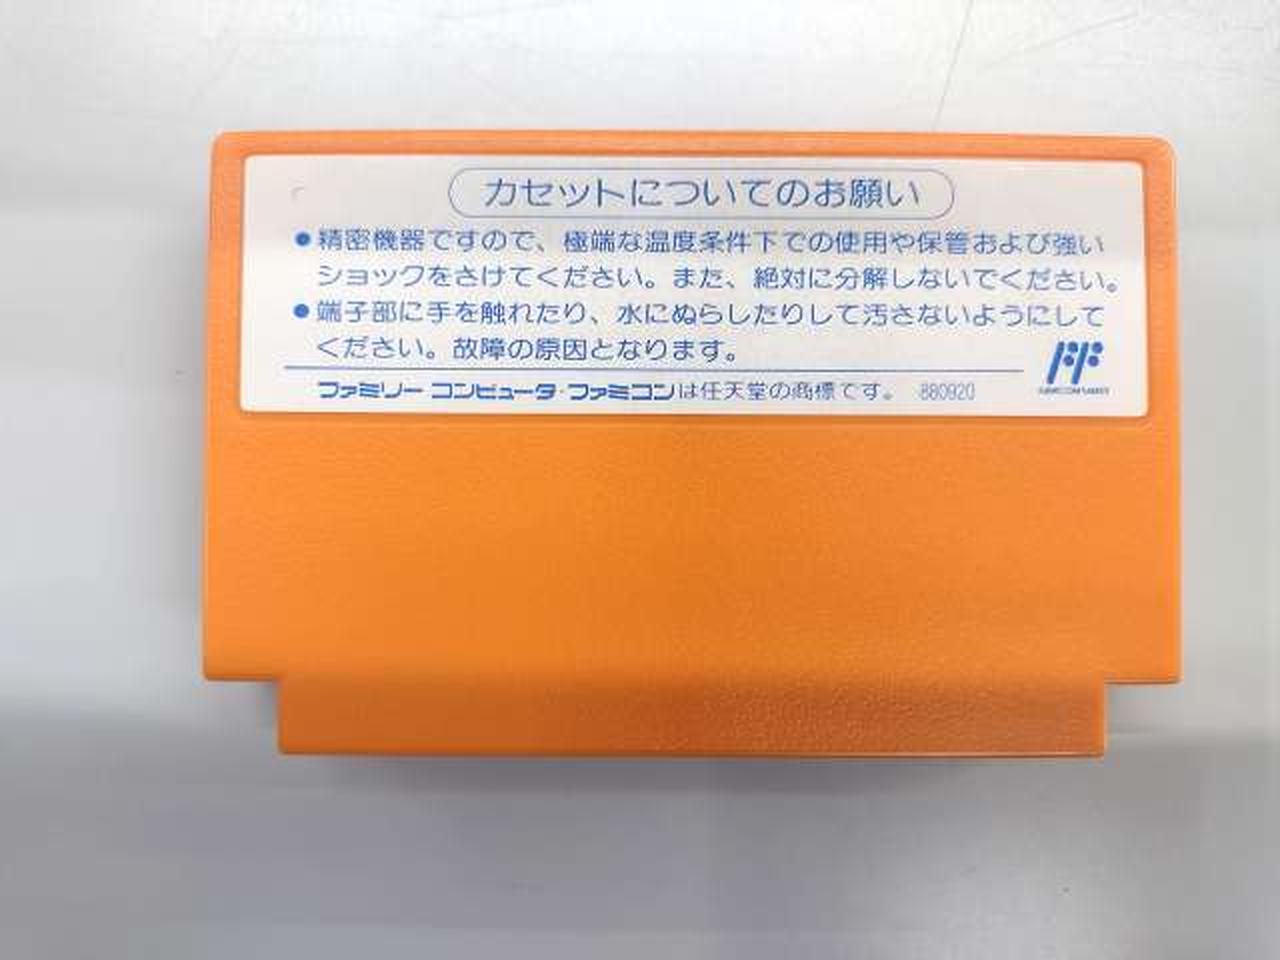 カセットについてのお願い
●精密機器ですので、極端な温度条件下での使用や保管および強い
ショックをさけてください。また、絶対に分解しないでください。
●端子部に手を触れたり、水にぬらしたりして汚さないようにして
ください。故障の原因となります。
ファミリー コンピュータ・ファミコンは任天堂の商標です。 880920